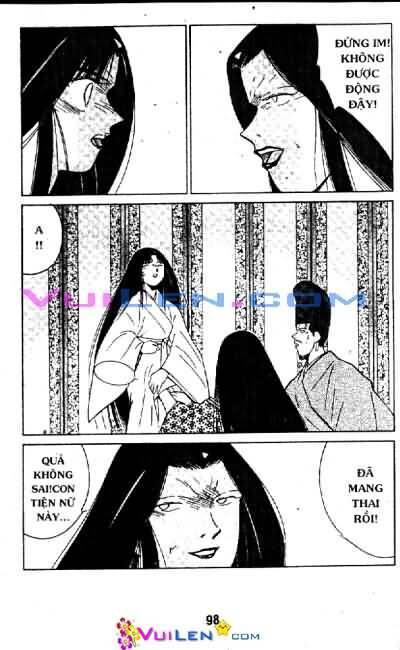 ĐỨNG IM!
KHÔNG
ĐƯỢC
ĐỘNG
ĐẬY!
A
!!
VUILEN.COM
QUẢ
KHÔNG
SAI!CON
TIỆN NỮ
NÀY...
ĐÃ
MANG
THAI
RỒI!
98
VUILEN.COM